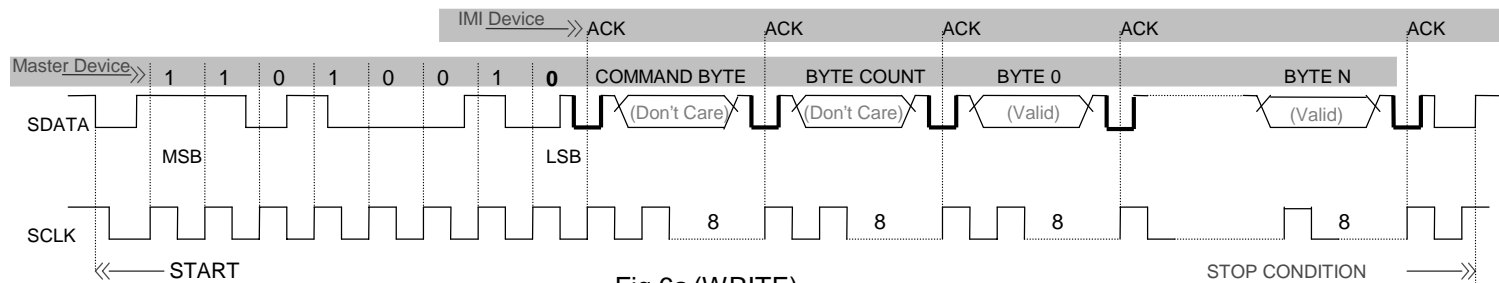 IMI Device ACK ACK ACK ACK ACK
Master Device 1 1 0 1 0 0 1 0 COMMAND BYTE BYTE COUNT BYTE 0 BYTE N
SDATA (Don't Care) (Don't Care) (Valid) (Valid)
MSB LSB
SCLK 8 8 8 8
START STOP CONDITION